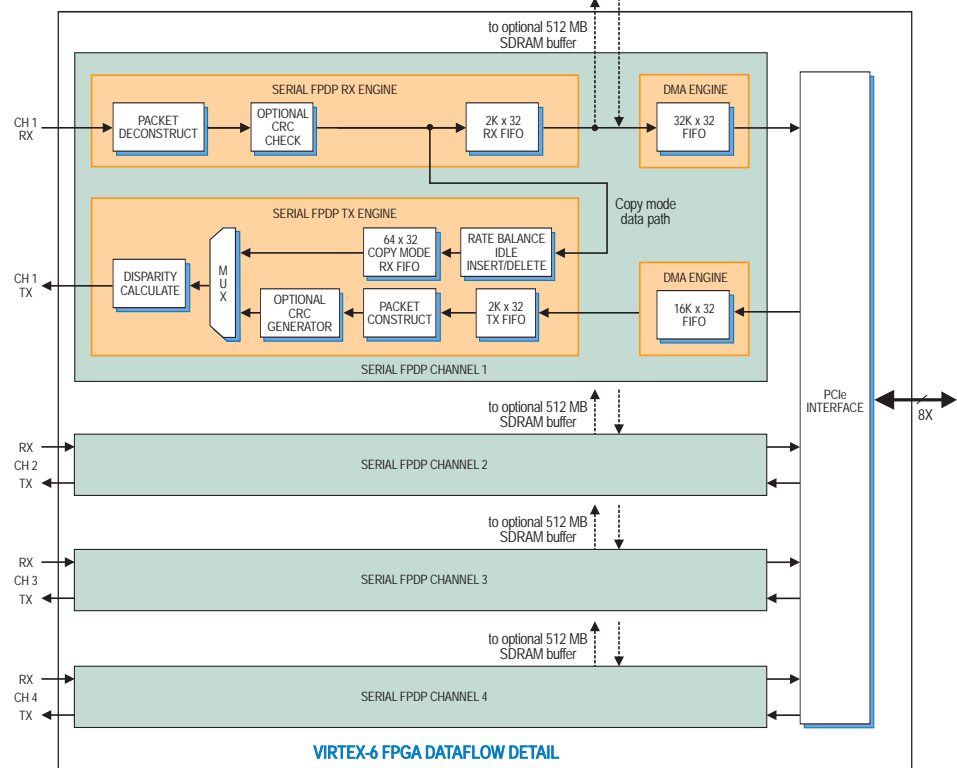 to optional 512 MB
SDRAM buffer
SERIAL FPDP RX ENGINE
DMA ENGINE
CH 1
RX
PACKET
DECONSTRUCT
OPTIONAL
CRC
CHECK
2K x 32
RX FIFO
32K x 32
FIFO
Copy mode
data path
SERIAL FPDP TX ENGINE
64 x 32
COPY MODE
RX FIFO
RATE BALANCE
IDLE
INSERT/DELETE
DMA ENGINE
CH 1
TX
DISPARITY
CALCULATE
M
U
X
OPTIONAL
CRC
GENERATOR
PACKET
CONSTRUCT
2K x 32
TX FIFO
16K x 32
FIFO
SERIAL FPDP CHANNEL 1
PCIe
INTERFACE
8X
to optional 512 MB
SDRAM buffer
RX
CH 2
TX
SERIAL FPDP CHANNEL 2
to optional 512 MB
SDRAM buffer
RX
CH 3
TX
SERIAL FPDP CHANNEL 3
to optional 512 MB
SDRAM buffer
RX
CH 4
TX
SERIAL FPDP CHANNEL 4
VIRTEX-6 FPGA DATAFLOW DETAIL